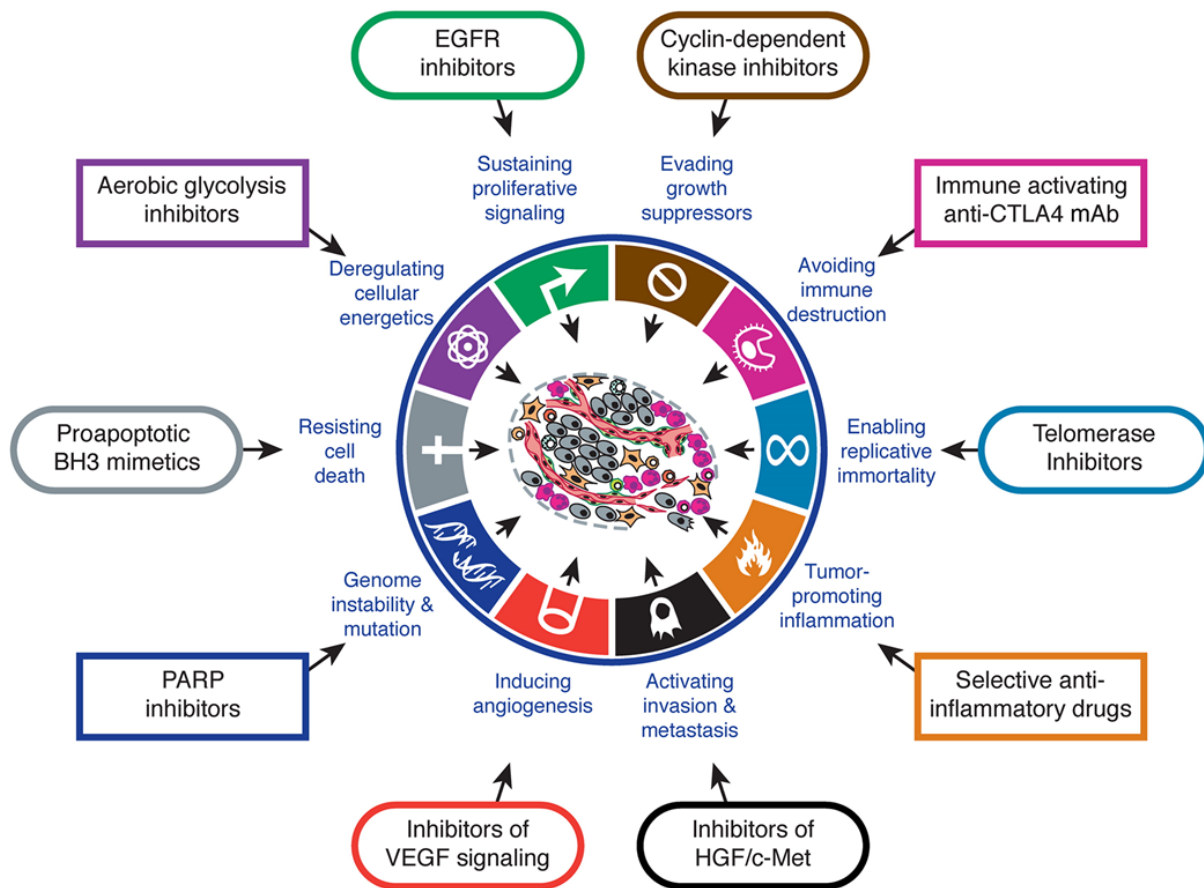 EGFR
inhibitors
Cyclin-dependent
kinase inhibitors
Sustaining
proliferative
signaling
Evading
growth
suppressors
Aerobic glycolysis
inhibitors
Immune activating
anti-CTLA4 mAb
Deregulating
cellular
energetics
Avoiding
immune
destruction
Proapoptotic
BH3 mimetics
Resisting
cell
death
Enabling
replicative
immortality
Telomerase
Inhibitors
Genome
instability &
mutation
Tumor-
promoting
inflammation
PARP
inhibitors
Inducing
angiogenesis
Activating
invasion &
metastasis
Selective anti-
inflammatory drugs
Inhibitors of
VEGF signaling
Inhibitors of
HGF/c-Met